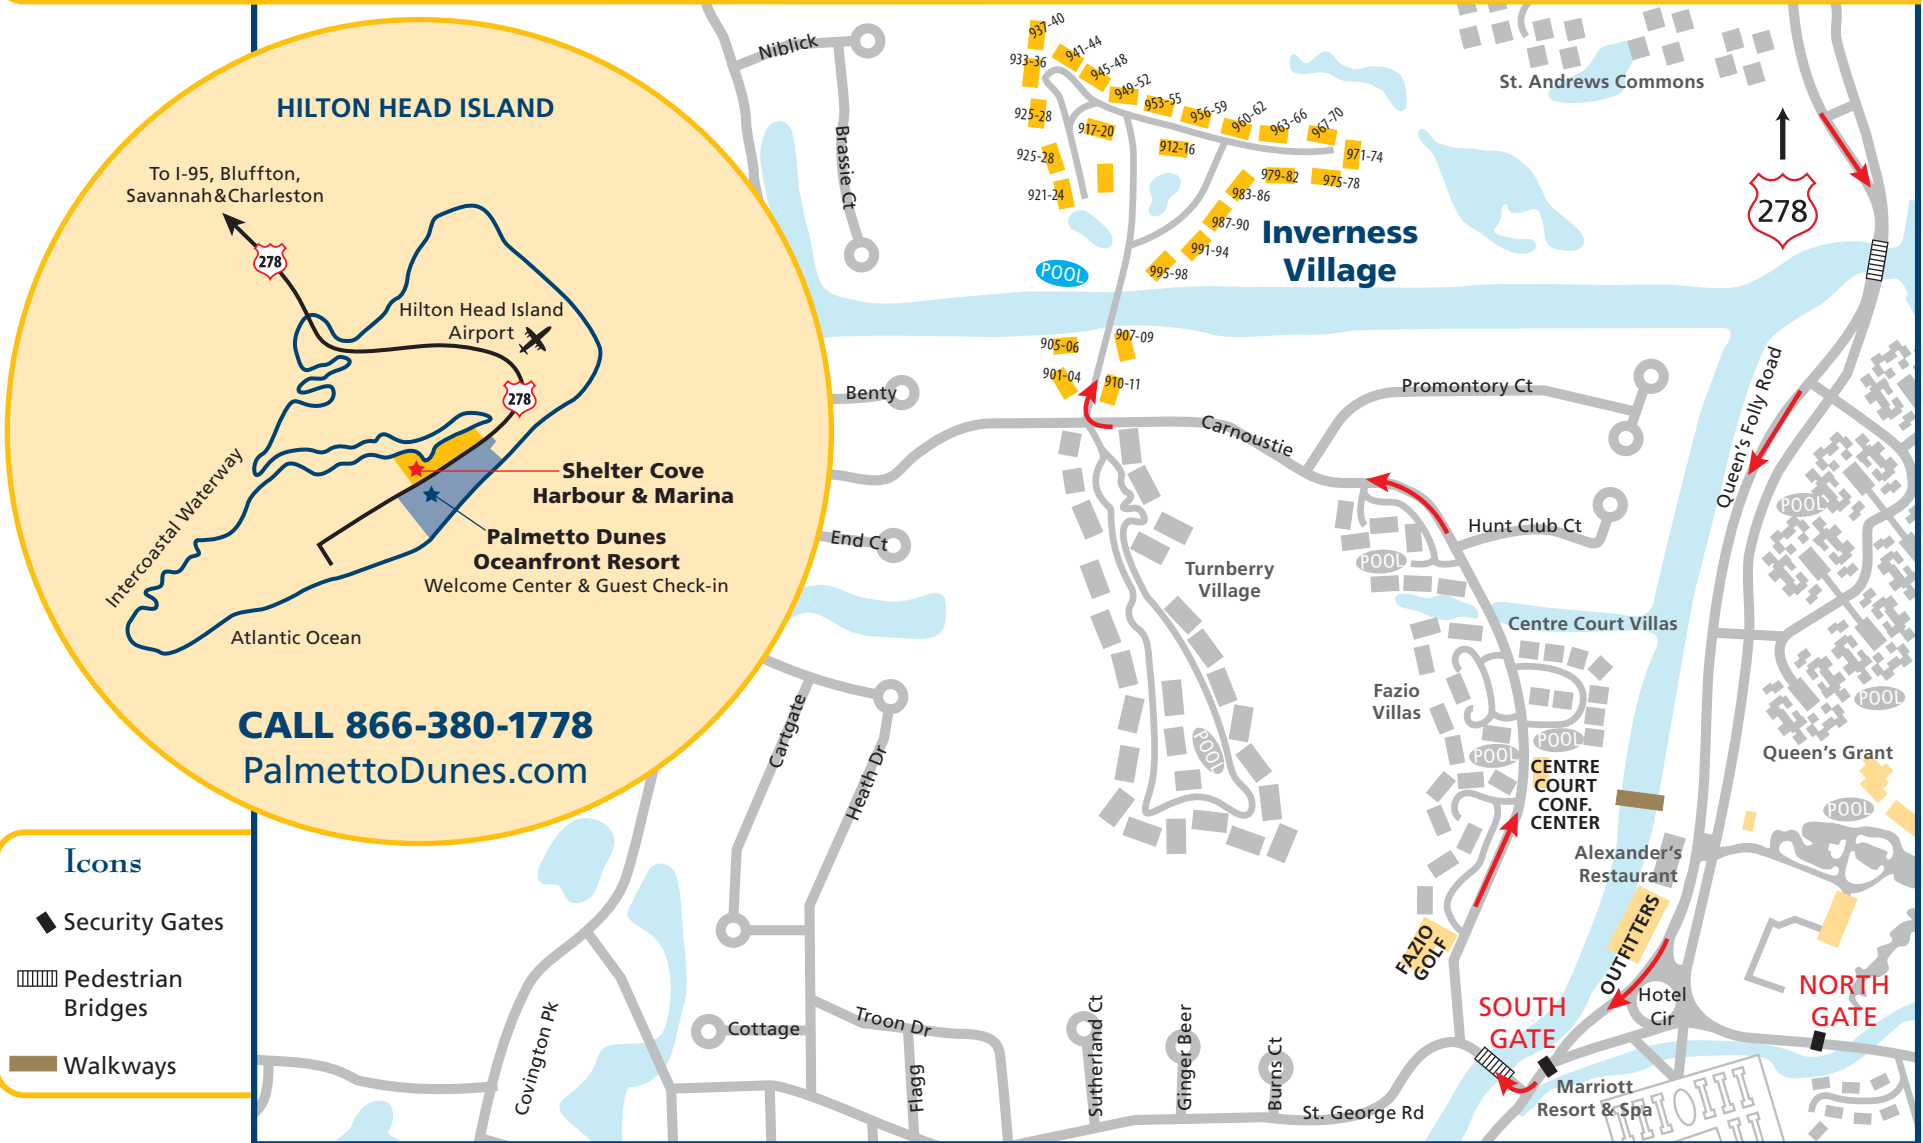 HILTON HEAD ISLAND
To I-95, Bluffton,
Savannah&Charleston
278
Hilton Head Island
Airport
278
Shelter Cove
Harbour & Marina
Palmetto Dunes
Oceanfront Resort
Welcome Center & Guest Check-in
Intercoastal Waterway
Atlantic Ocean
CALL 866-380-1778
PalmettoDunes.com
Icons
Security Gates
Pedestrian
Bridges
Walkways
Niblick
Brassie Ct
937-40
933-36
941-44
945-48
949-52
953-55
956-59
960-62
963-66
967-70
971-74
975-78
979-82
983-86
987-90
991-94
995-98
925-28
917-20
912-16
925-28
921-24
POOL
Inverness
Village
St. Andrews Commons
278
905-06
907-09
901-04
910-11
Benty
End Ct
Carnoustie
Promontory Ct
Hunt Club Ct
Queen's Folly Road
POOL
POOL
Turnberry
Village
POOL
Centre Court Villas
Fazio
Villas
POOL
POOL
POOL
Queen's Grant
POOL
CENTRE
COURT
CONF.
CENTER
Alexander's
Restaurant
OUTFITTERS
FAZIO
GOLF
Hotel
Cir
SOUTH
GATE
NORTH
GATE
Marriott
Resort & Spa
Cartgate
Heath Dr
Covington Pk
Cottage
Troon Dr
Flagg
Sutherland Ct
Ginger Beer
Burns Ct
St. George Rd